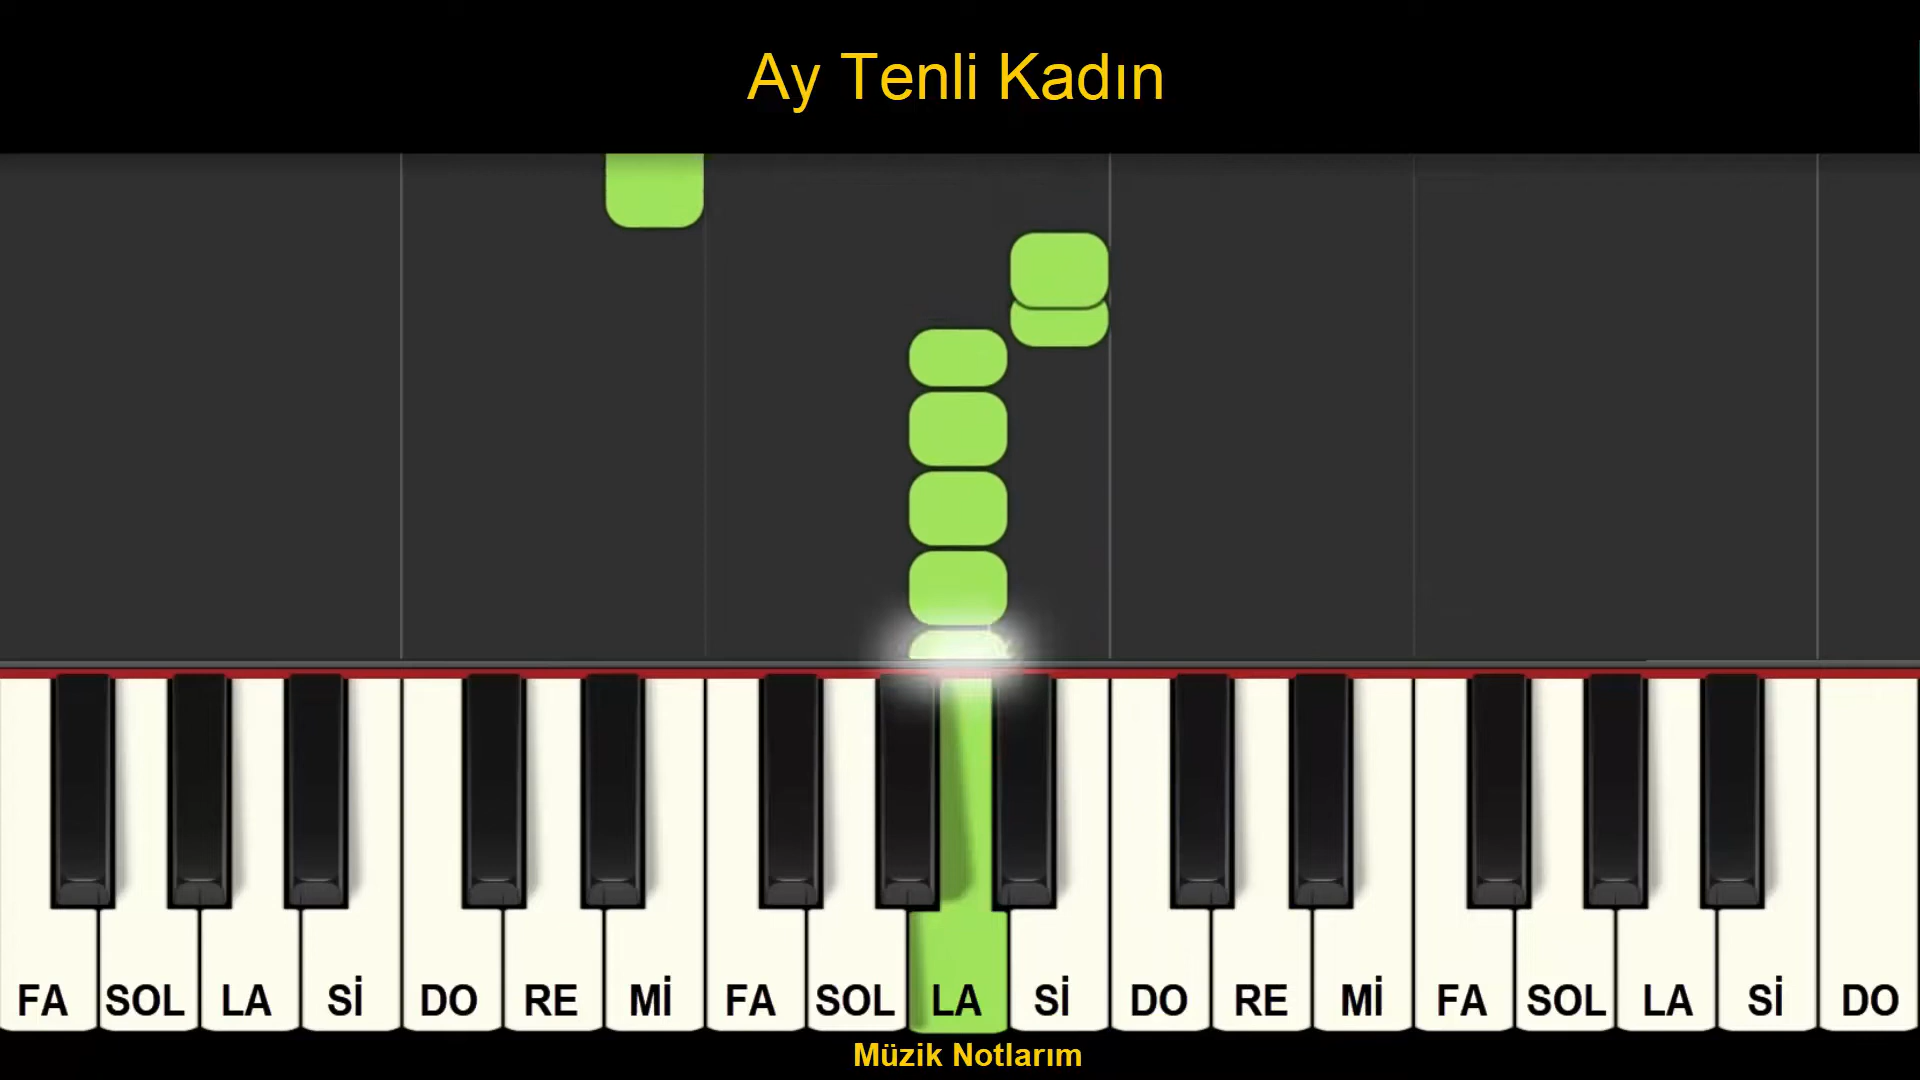 Ay Tenli Kadın
FA SOL LA Sİ DO RE Mİ FA SOL LA Sİ DO RE Mİ FA SOL LA Sİ DO
Müzik Notlarım